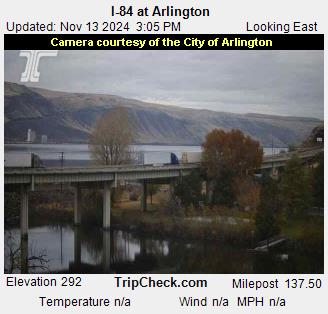 I-84 at Arlington
Updated: Nov 13 2024 3:05 PM Looking East
Camera courtesy of the City of Arlington
Elevation 292 TripCheck.com Milepost 137.50
Temperature n/a Wind n/a MPH n/a